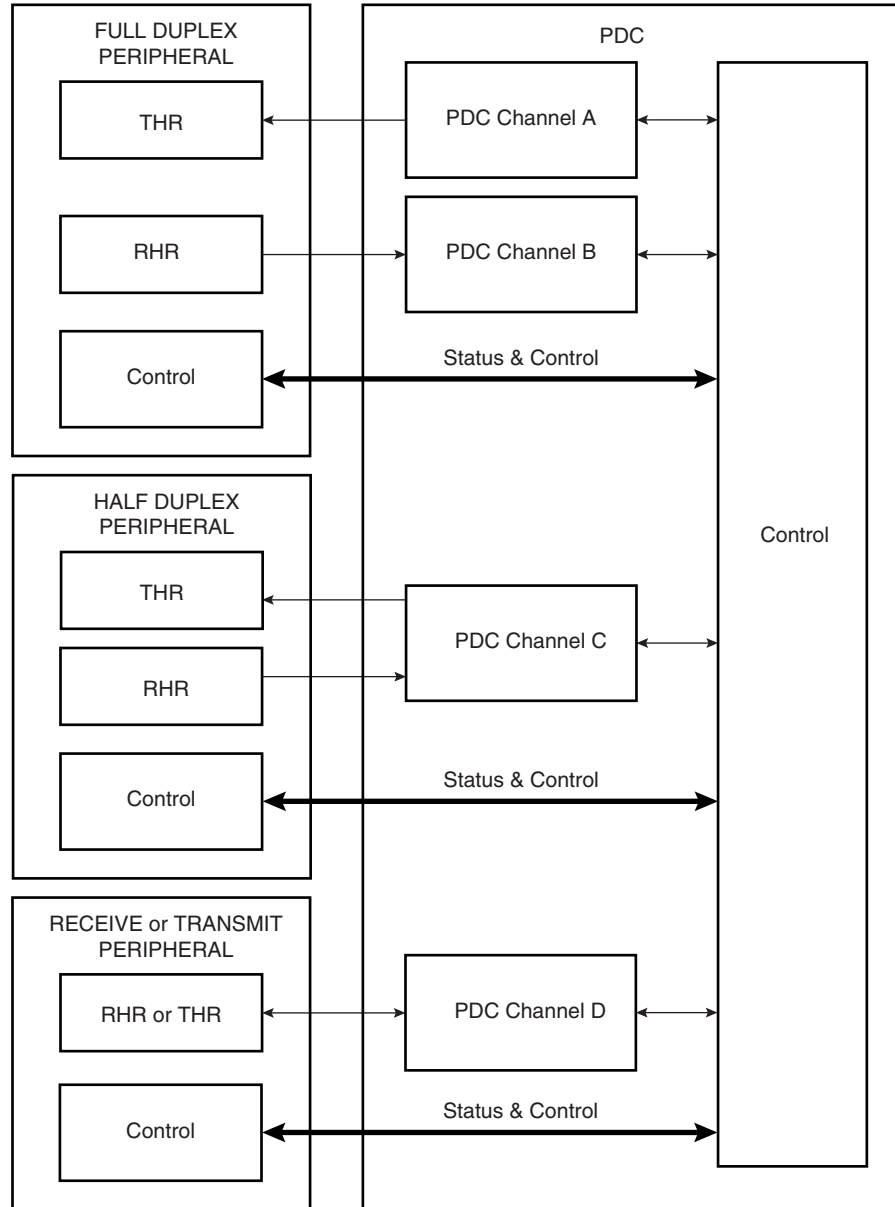 FULL DUPLEX
PERIPHERAL
THR
RHR
Control
PDC
PDC Channel A
PDC Channel B
Status & Control
HALF DUPLEX
PERIPHERAL
THR
RHR
Control
PDC Channel C
Status & Control
Control
RECEIVE or TRANSMIT
PERIPHERAL
RHR or THR
Control
PDC Channel D
Status & Control